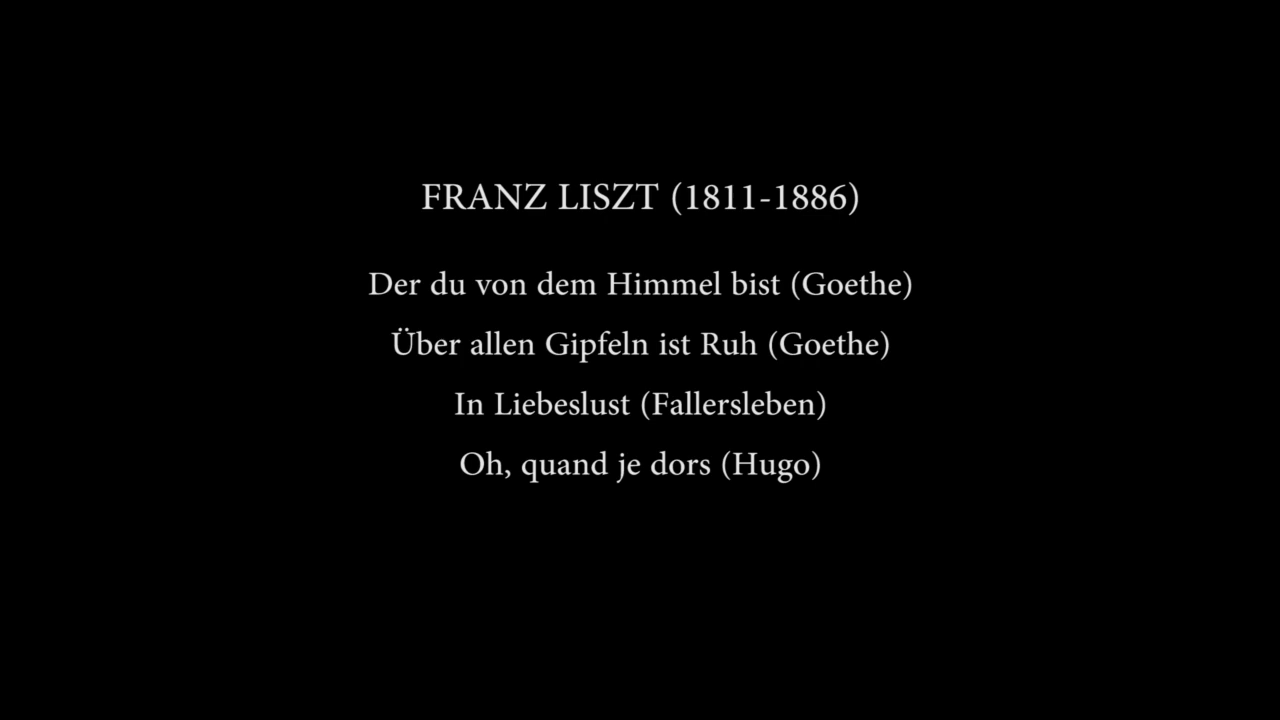 FRANZ LISZT (1811-1886)
Der du von dem Himmel bist (Goethe)
Über allen Gipfeln ist Ruh (Goethe)
In Liebeslust (Fallersleben)
Oh, quand je dors (Hugo)